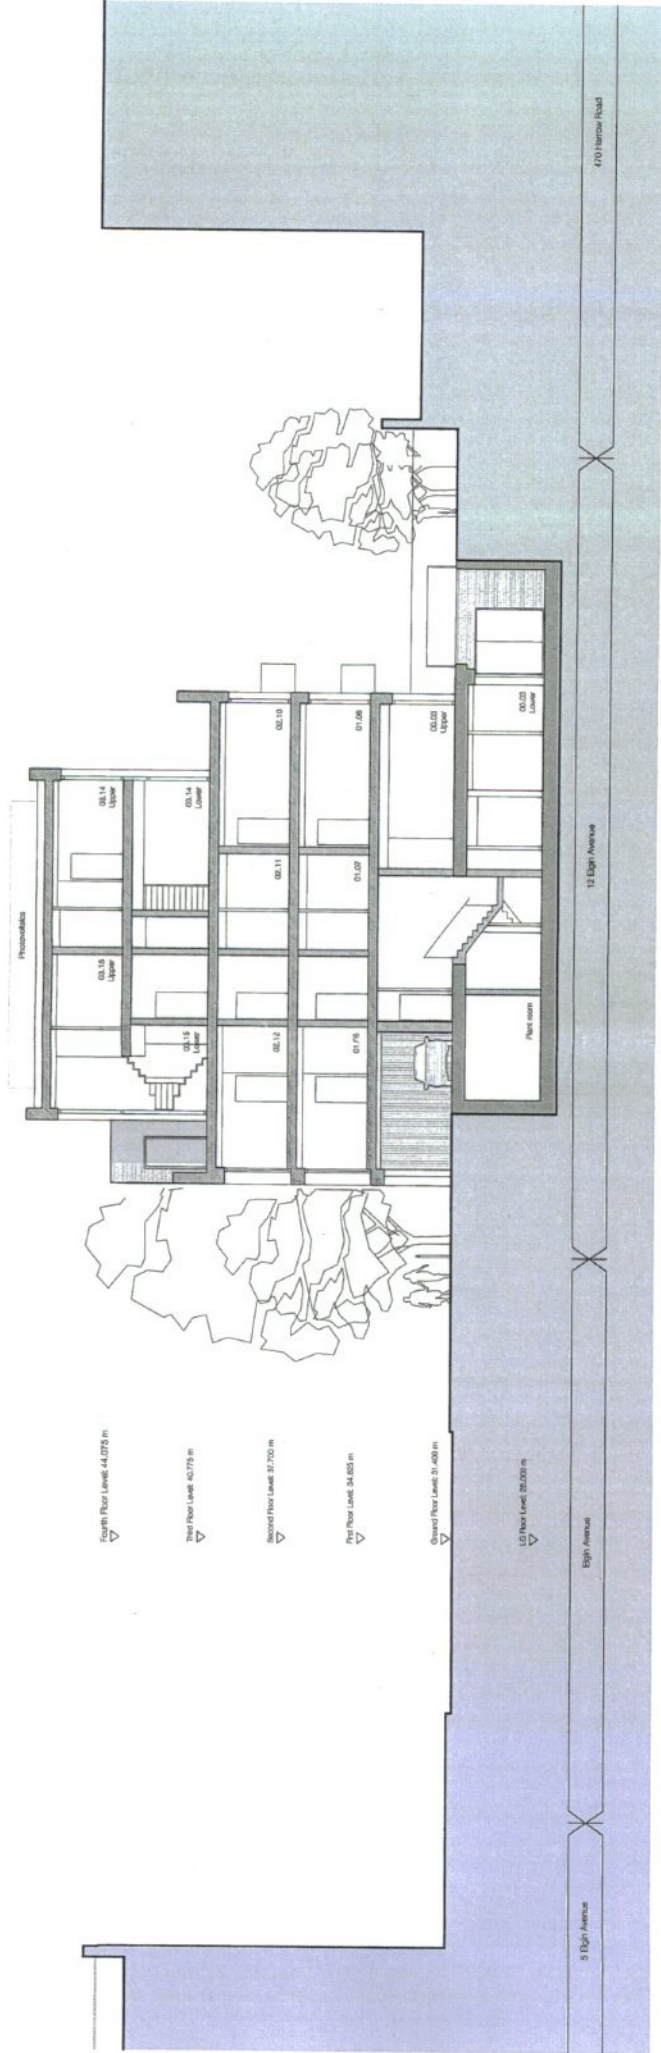 Photovoltaics
Fourth Floor Level: 44.075 m
03.15
Upper
03.14
Upper
Third Floor Level: 40.775 m
03.15
Lower
03.14
Lower
Second Floor Level: 37.700 m
02.12
02.11
02.10
First Floor Level: 34.625 m
01.07
01.06
Ground Floor Level: 31.400 m
00.03
Upper
LG Floor Level: 28.000 m
Plant room
00.03
Lower
5 Elgin Avenue
Elgin Avenue
12 Elgin Avenue
470 Harrow Road